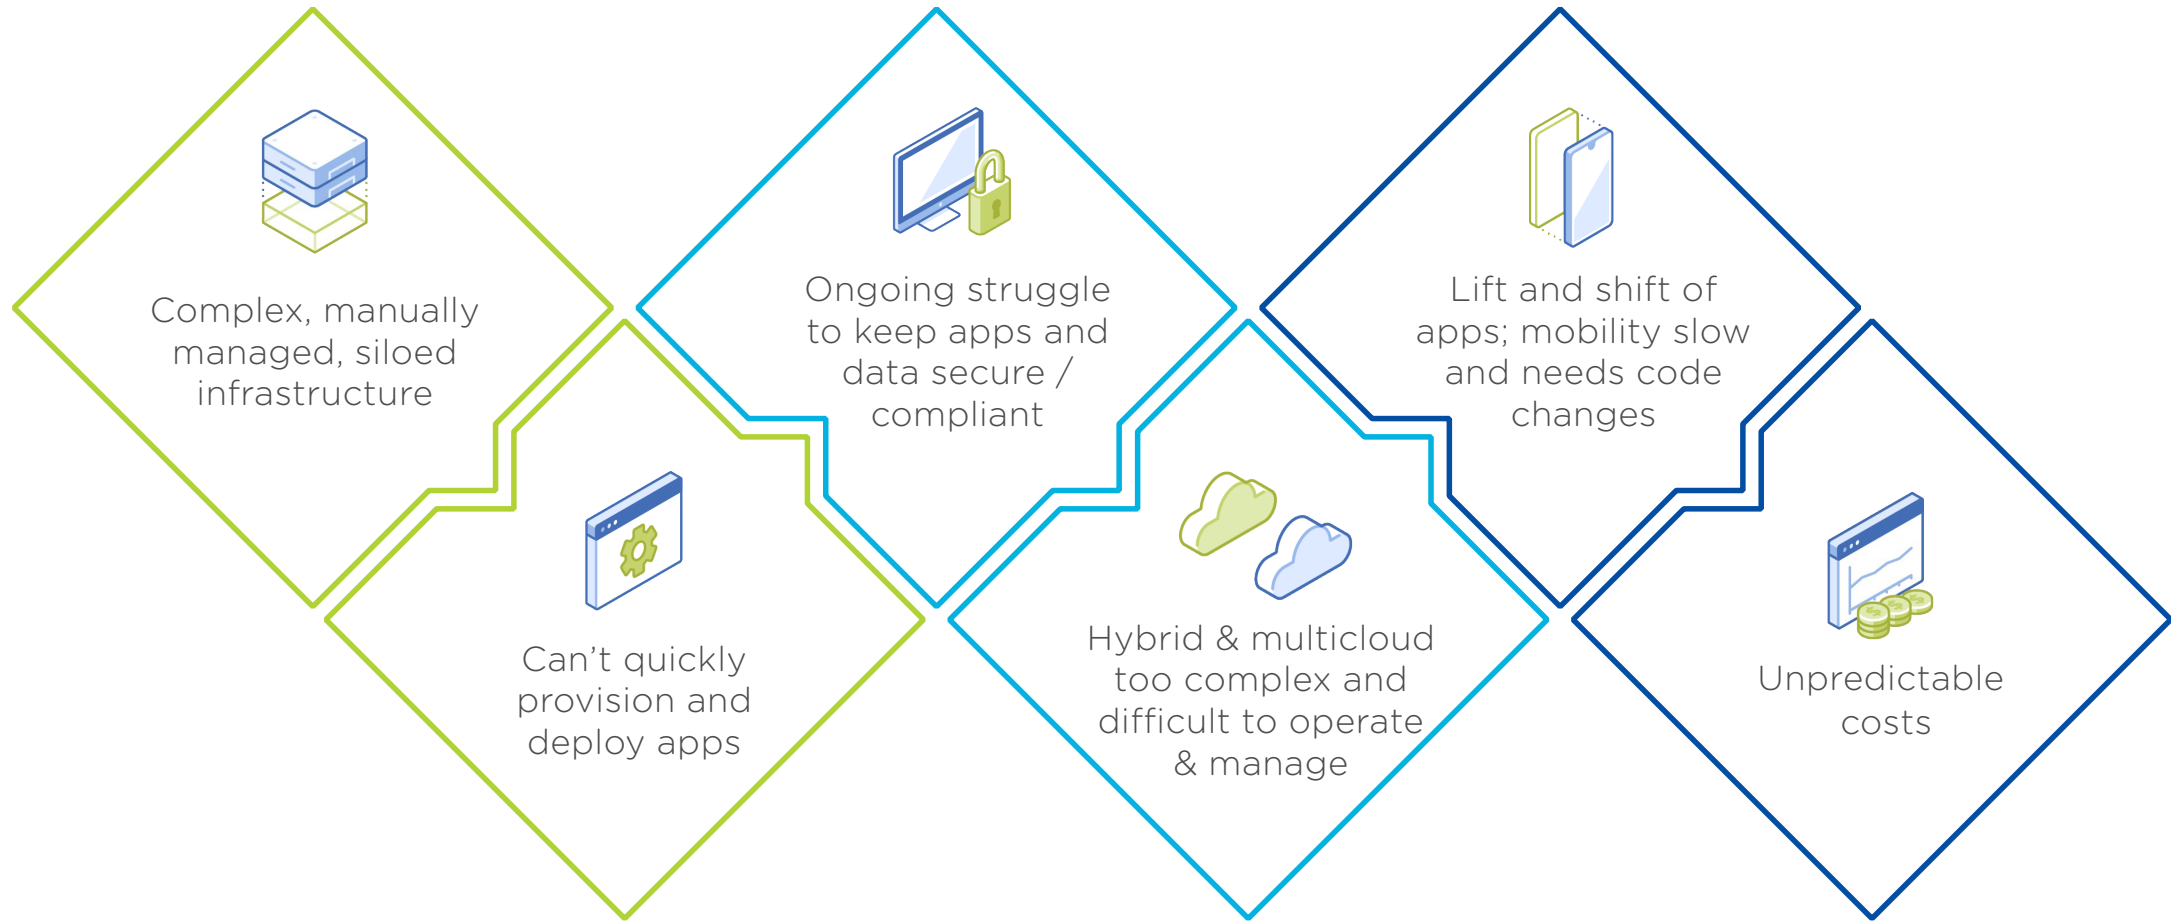 Complex, manually
managed, siloed
infrastructure
Can’t quickly
provision and
deploy apps
Ongoing struggle
to keep apps and
data secure /
compliant
Hybrid & multicloud
too complex and
difficult to operate
& manage
Lift and shift of
apps; mobility slow
and needs code
changes
Unpredictable
costs